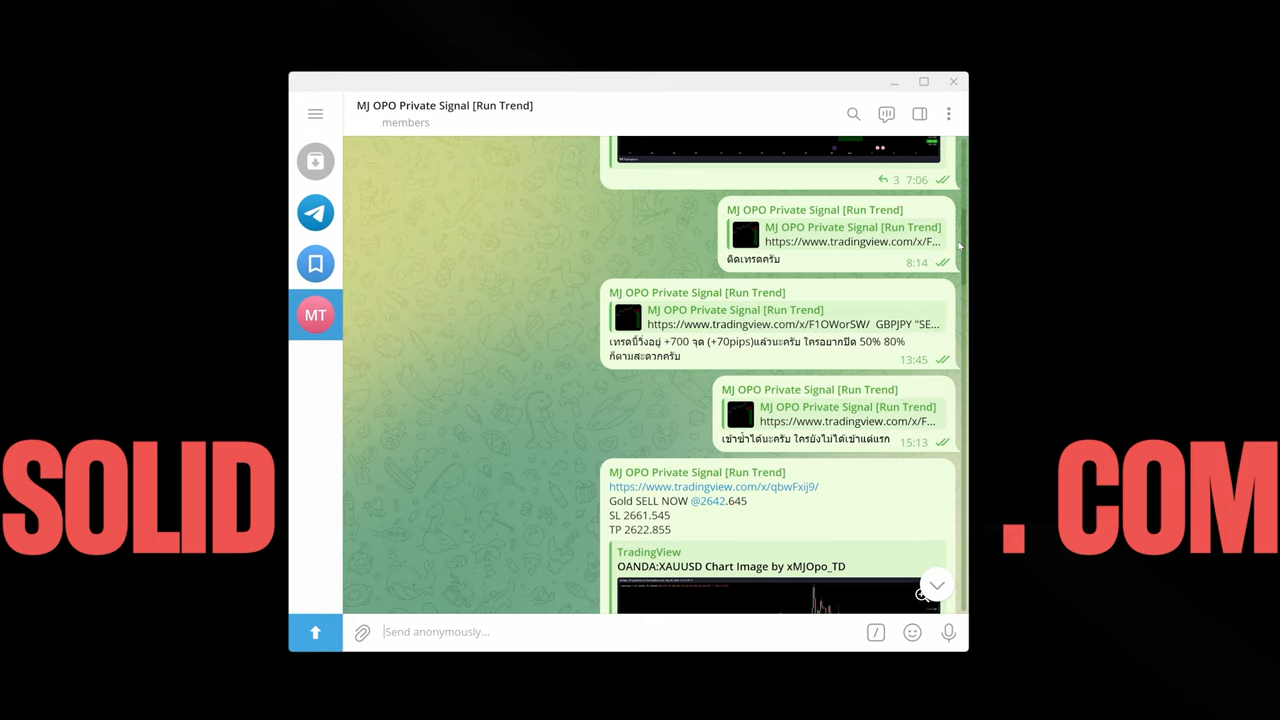 MJ OPO Private Signal [Run Trend]
members
3 7:06
MJ OPO Private Signal [Run Trend]
MJ OPO Private Signal [Run Trend]
https://www.tradingview.com/x/F...
ติดเทรดครับ
8:14
MJ OPO Private Signal [Run Trend]
MJ OPO Private Signal [Run Trend]
https://www.tradingview.com/x/F1OWorSW/ GBPJPY "SE...
เทรดนี้วิ่งอยู่ +700 จุด (+70pips)แล้วนะครับ ใครอยากปิด 50% 80%
ก็ตามสะดวกครับ
13:45
MJ OPO Private Signal [Run Trend]
MJ OPO Private Signal [Run Trend]
https://www.tradingview.com/x/F...
เข้าซ้ำได้นะครับ ใครยังไม่ได้เข้าแต่แรก
15:13
MJ OPO Private Signal [Run Trend]
https://www.tradingview.com/x/qbwFxij9/
Gold SELL NOW @2642.645
SL 2661.545
TP 2622.855
TradingView
OANDA:XAUUSD Chart Image by xMJOpo_TD
Send anonymously...
MT
SOLID
. COM